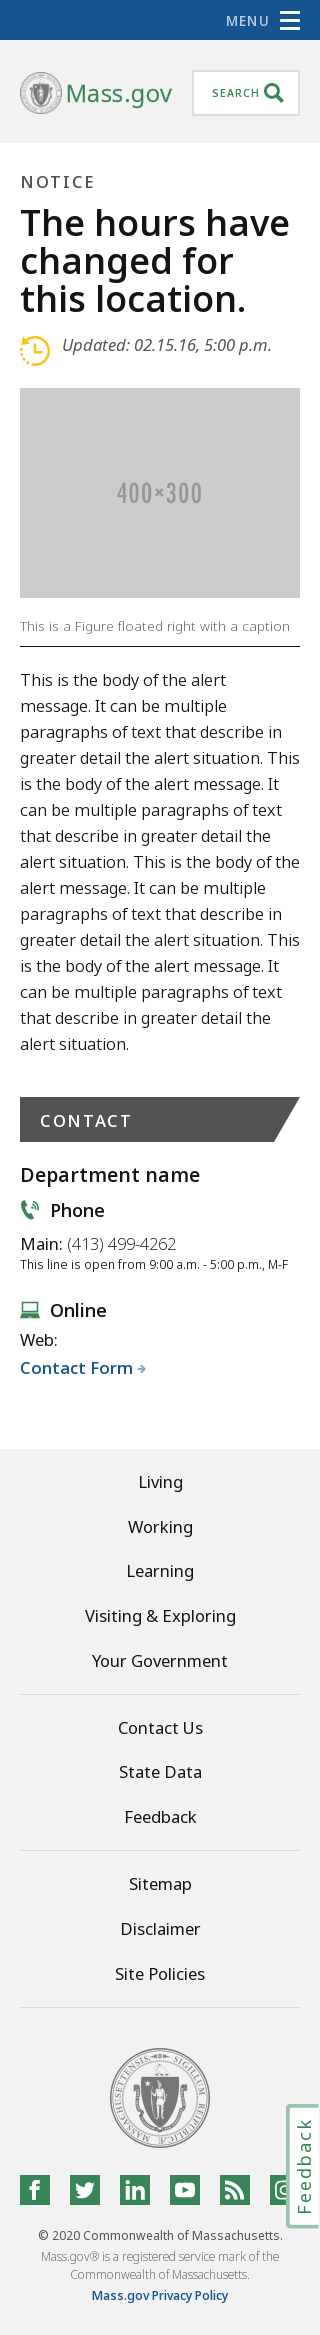 MENU
Mass.gov
SEARCH
NOTICE
The hours have
changed for
this location.
Updated: 02.15.16, 5:00 p.m.
400×300
This is a Figure floated right with a caption
This is the body of the alert
message. It can be multiple
paragraphs of text that describe in
greater detail the alert situation. This
is the body of the alert message. It
can be multiple paragraphs of text
that describe in greater detail the
alert situation. This is the body of the
alert message. It can be multiple
paragraphs of text that describe in
greater detail the alert situation. This
is the body of the alert message. It
can be multiple paragraphs of text
that describe in greater detail the
alert situation.
CONTACT
Department name
Phone
Main: (413) 499-4262
This line is open from 9:00 a.m. - 5:00 p.m., M-F
Online
Web:
Contact Form
Living
Working
Learning
Visiting & Exploring
Your Government
Contact Us
State Data
Feedback
Sitemap
Disclaimer
Site Policies
Feedback
© 2020 Commonwealth of Massachusetts.
Mass.gov® is a registered service mark of the
Commonwealth of Massachusetts.
Mass.gov Privacy Policy